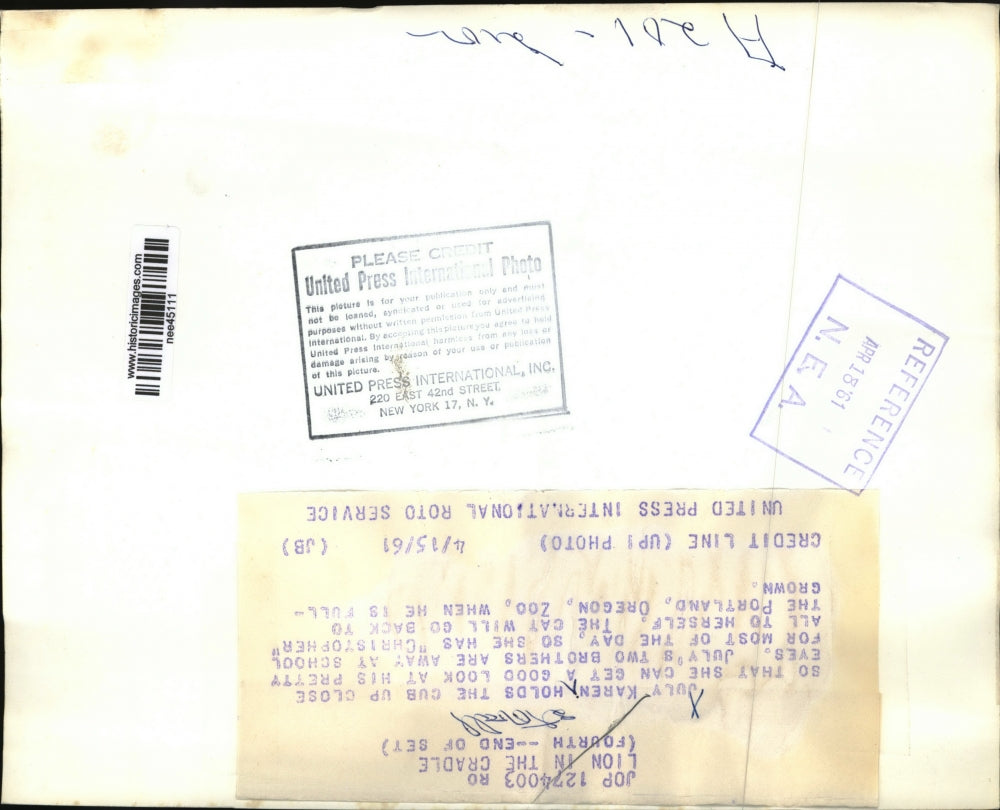 A 201 -
www.historicimages.com
nee45111
PLEASE CREDIT
United Press International Photo
This picture is for your publication only and must
not be loaned, syndicated or used for advertising
purposes without written permission from United Press
International. By accepting this picture you agree to hold
United Press International harmless from any loss or
damage arising by reason of your use or publication
of this picture.
UNITED PRESS INTERNATIONAL, INC.
220 EAST 42nd STREET
NEW YORK 17, N. Y.
REFERENCE
APR 18 '61
N. E. A.
JOP 1274003 RO
LION IN THE CRADLE
(FOURTH -- END OF SET)
JULY KAREN HOLDS THE CUB UP CLOSE
SO THAT SHE CAN GET A GOOD LOOK AT HIS PRETTY
EYES. JULY'S TWO BROTHERS ARE AWAY AT SCHOOL
FOR MOST OF THE DAY, SO SHE HAS "CHRISTOPHER"
ALL TO HERSELF. THE CAT WILL GO BACK TO
THE PORTLAND, OREGON, ZOO, WHEN HE IS FULL-
GROWN.
CREDIT LINE (UPI PHOTO) 4/15/61 (JB)
UNITED PRESS INTERNATIONAL ROTO SERVICE